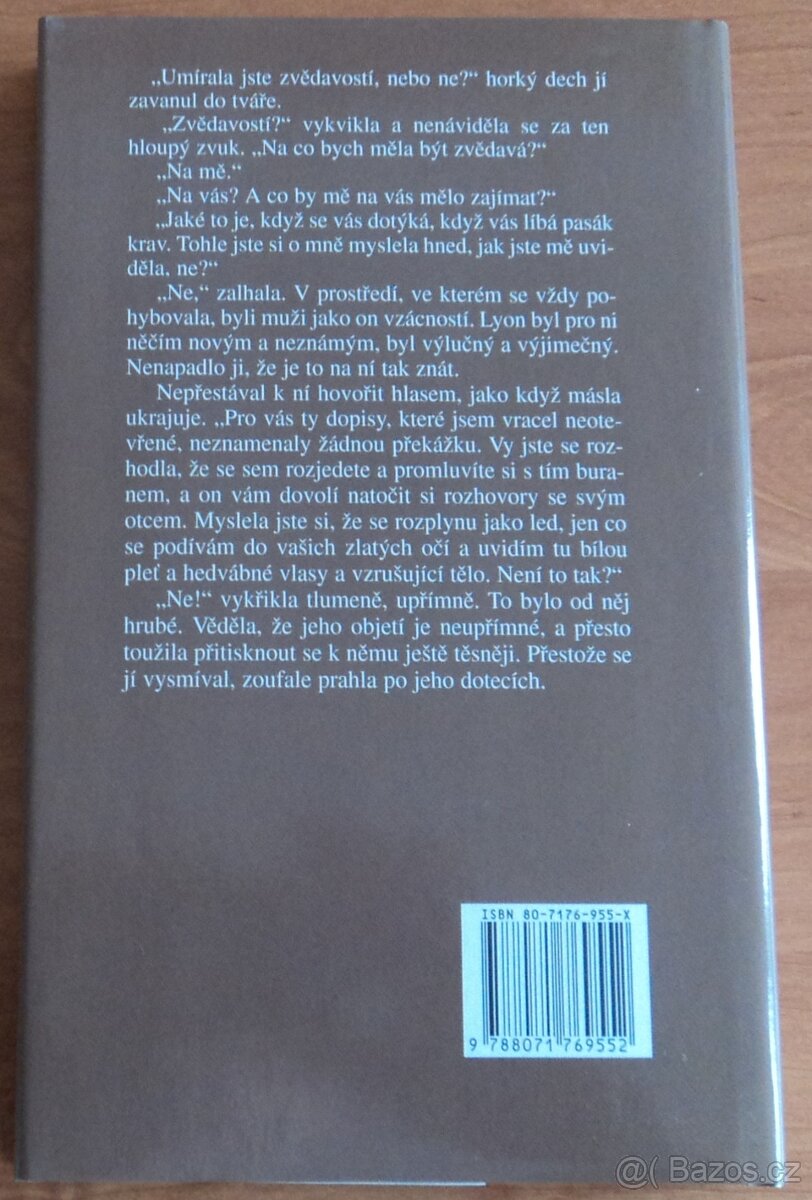 „Umírala jste zvědavostí, nebo ne?“ horký dech jí
zavanul do tváře.
„Zvědavostí?“ vykvikla a nenáviděla se za ten
hloupý zvuk. „Na co bych měla být zvědavá?“
„Na mě.“
„Na vás? A co by mě na vás mělo zajímat?“
„Jaké to je, když se vás dotýká, když vás líbá pasák
krav. Tohle jste si o mně myslela hned, jak jste mě uvi-
děla, ne?“
„Ne,“ zalhala. V prostředí, ve kterém se vždy po-
hybovala, byli muži jako on vzácností. Lyon byl pro ni
něčím novým a neznámým, byl výlučný a výjimečný.
Nenapadlo ji, že je to na ní tak znát.
Nepřestával k ní hovořit hlasem, jako když másla
ukrajuje. „Pro vás ty dopisy, které jsem vracel neote-
vřené, neznamenaly žádnou překážku. Vy jste se roz-
hodla, že se sem rozjedete a promluvíte si s tím bura-
nem, a on vám dovolí natočit si rozhovory se svým
otcem. Myslela jste si, že se rozplynu jako led, jen co
se podívám do vašich zlatých očí a uvidím tu bílou
pleť a hedvábné vlasy a vzrušující tělo. Není to tak?“
„Ne!“ vykřikla tlumeně, upřímně. To bylo od něj
hrubé. Věděla, že jeho objetí je neupřímné, a přesto
toužila přitisknout se k němu ještě těsněji. Přestože se
jí vysmíval, zoufale prahla po jeho dotecích.
ISBN 80-7176-955-X
9 788071 769552
@( Bazos.cz